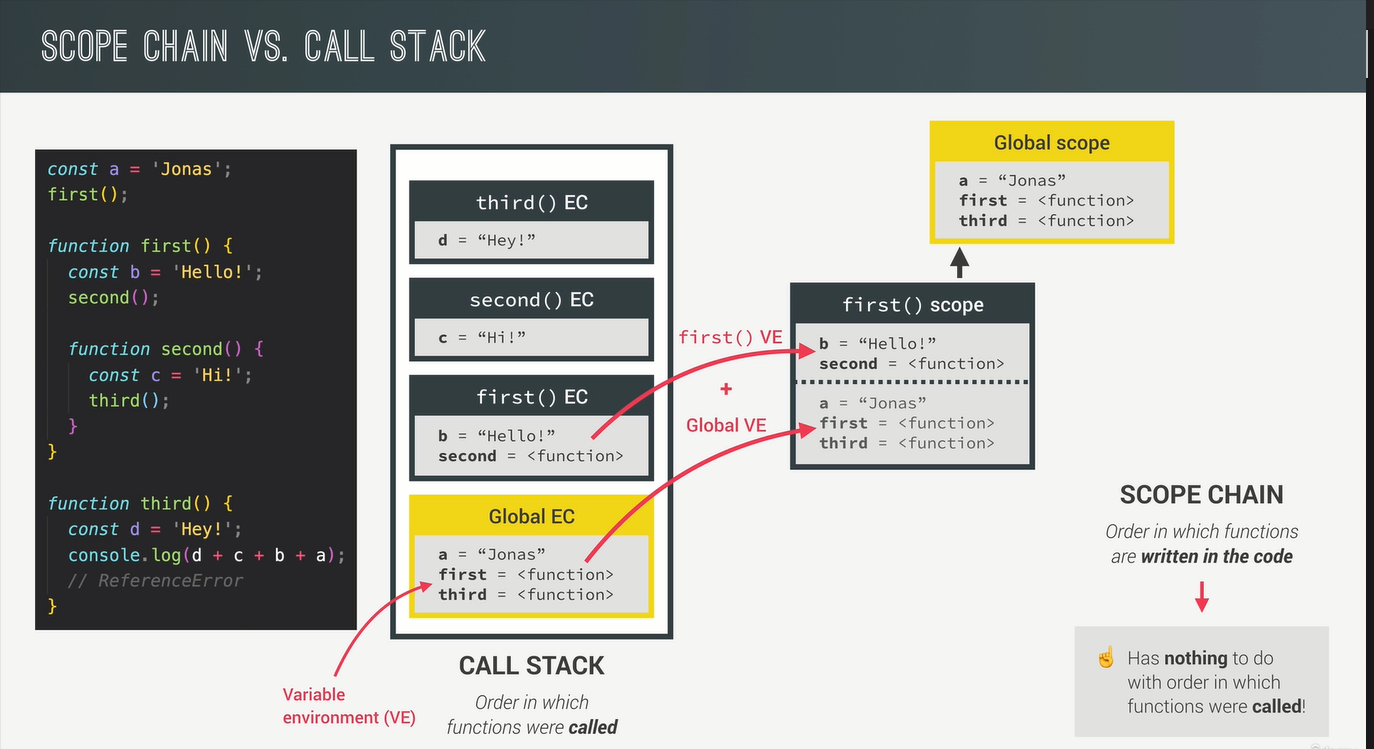 SCOPE CHAIN VS. CALL STACK
const a = 'Jonas';
first();
function first() {
  const b = 'Hello!';
  second();
  function second() {
    const c = 'Hi!';
    third();
  }
}
function third() {
  const d = 'Hey!';
  console.log(d + c + b + a);
  // ReferenceError
}
third() EC
d = “Hey!”
second() EC
c = “Hi!”
first() EC
b = “Hello!”
second = <function>
Global EC
a = “Jonas”
first = <function>
third = <function>
Variable
environment (VE)
CALL STACK
Order in which
functions were called
first() VE
+
Global VE
Global scope
a = “Jonas”
first = <function>
third = <function>
first() scope
b = “Hello!”
second = <function>
a = “Jonas”
first = <function>
third = <function>
SCOPE CHAIN
Order in which functions
are written in the code
☝ Has nothing to do
with order in which
functions were called!